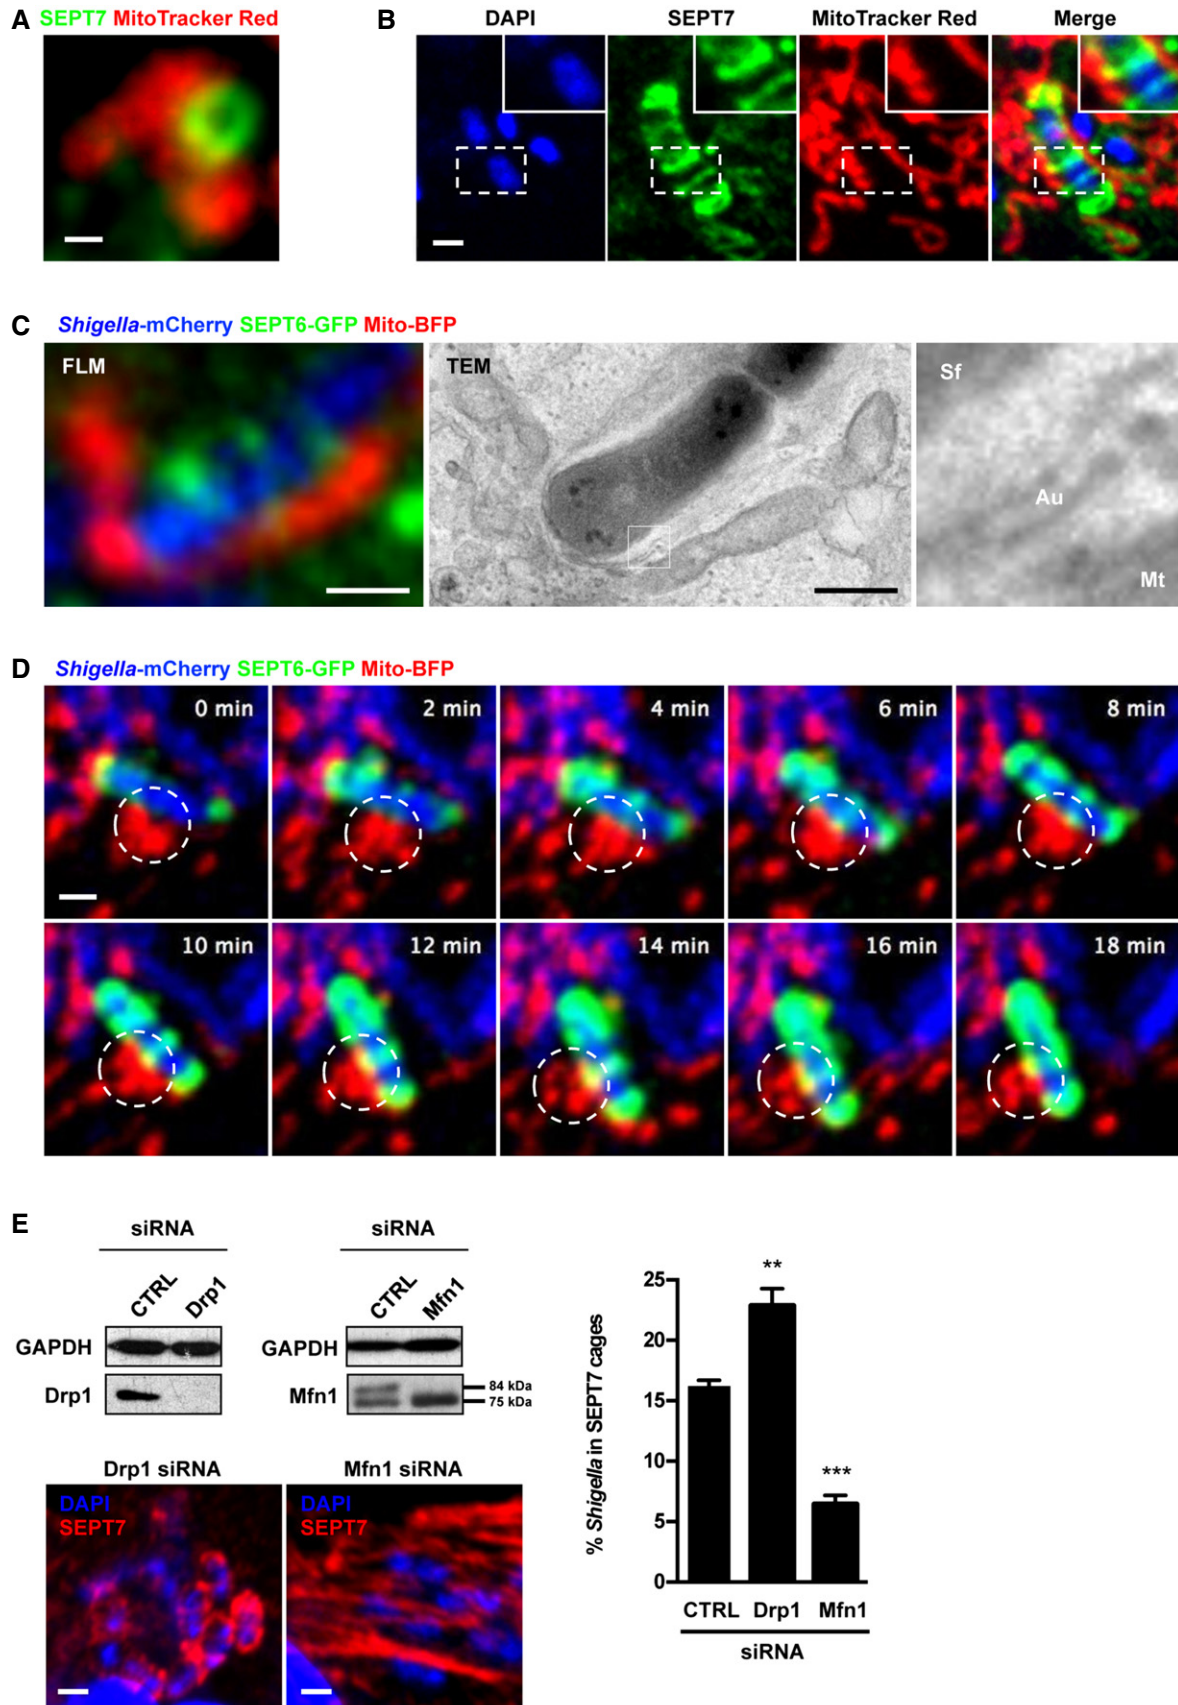 A SEPT7 MitoTracker Red
B DAPI SEPT7 MitoTracker Red Merge
C Shigella-mCherry SEPT6-GFP Mito-BFP
FLM TEM Sf
Au
Mt
D Shigella-mCherry SEPT6-GFP Mito-BFP
0 min 2 min 4 min 6 min 8 min
10 min 12 min 14 min 16 min 18 min
E
siRNA siRNA
CTRL Drp1 CTRL Mfn1
GAPDH GAPDH
Drp1 Mfn1 84 kDa
75 kDa
Drp1 siRNA Mfn1 siRNA
DAPI DAPI
SEPT7 SEPT7
% Shigella in SEPT7 cages
25
20
15
10
5
0
**
***
CTRL Drp1 Mfn1
siRNA